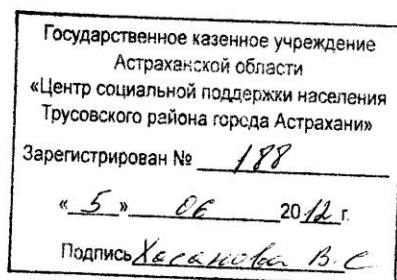 Государственное казенное учреждение
Астраханской области
«Центр социальной поддержки населения
Трусовского района города Астрахани»
Зарегистрирован № 188
« 5 » 06 2012 г.
Подпись Хасанова В.С